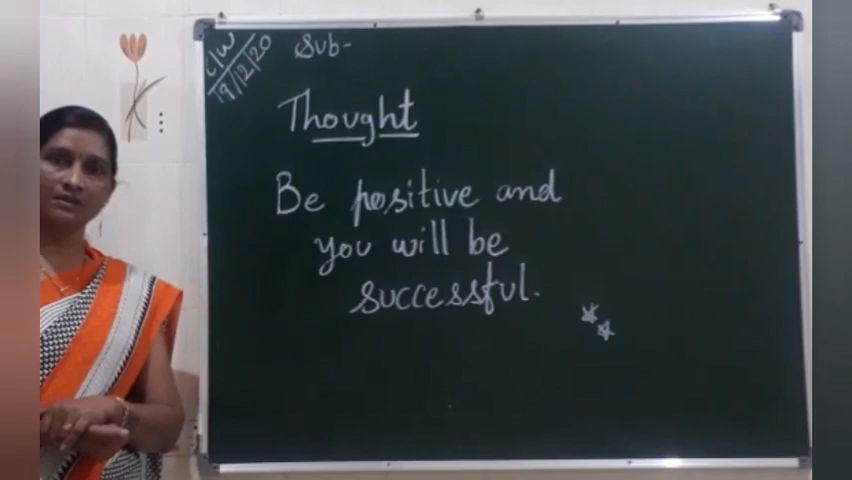 C/W
19/12/20
Sub-
Thought
Be positive and
you will be
successful.